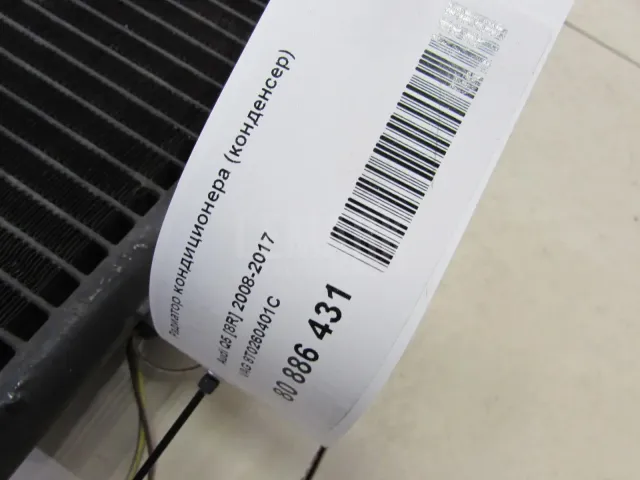 Радиатор кондиционера (конденсер)
Audi Q5 [8R] 2008-2017
VAG 8T0260401C
80 886 431